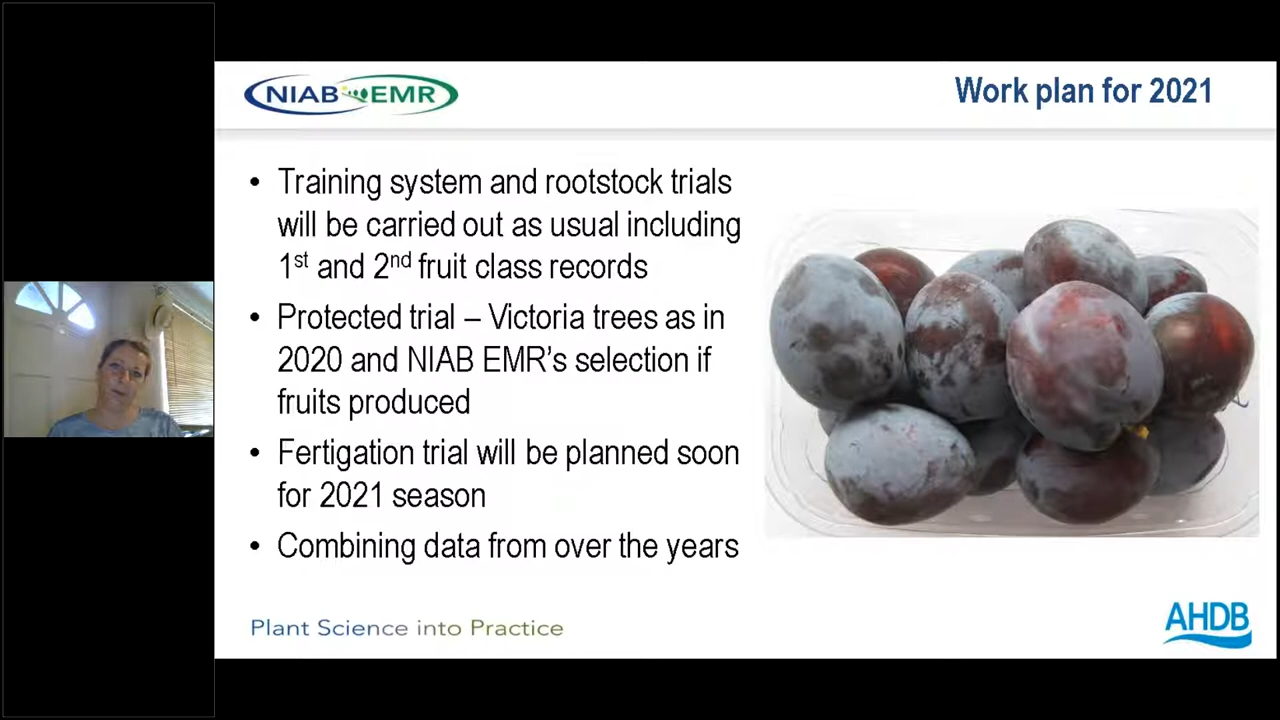 NIAB EMR
Work plan for 2021
• Training system and rootstock trials
will be carried out as usual including
1st and 2nd fruit class records
• Protected trial – Victoria trees as in
2020 and NIAB EMR’s selection if
fruits produced
• Fertigation trial will be planned soon
for 2021 season
• Combining data from over the years
Plant Science into Practice
AHDB